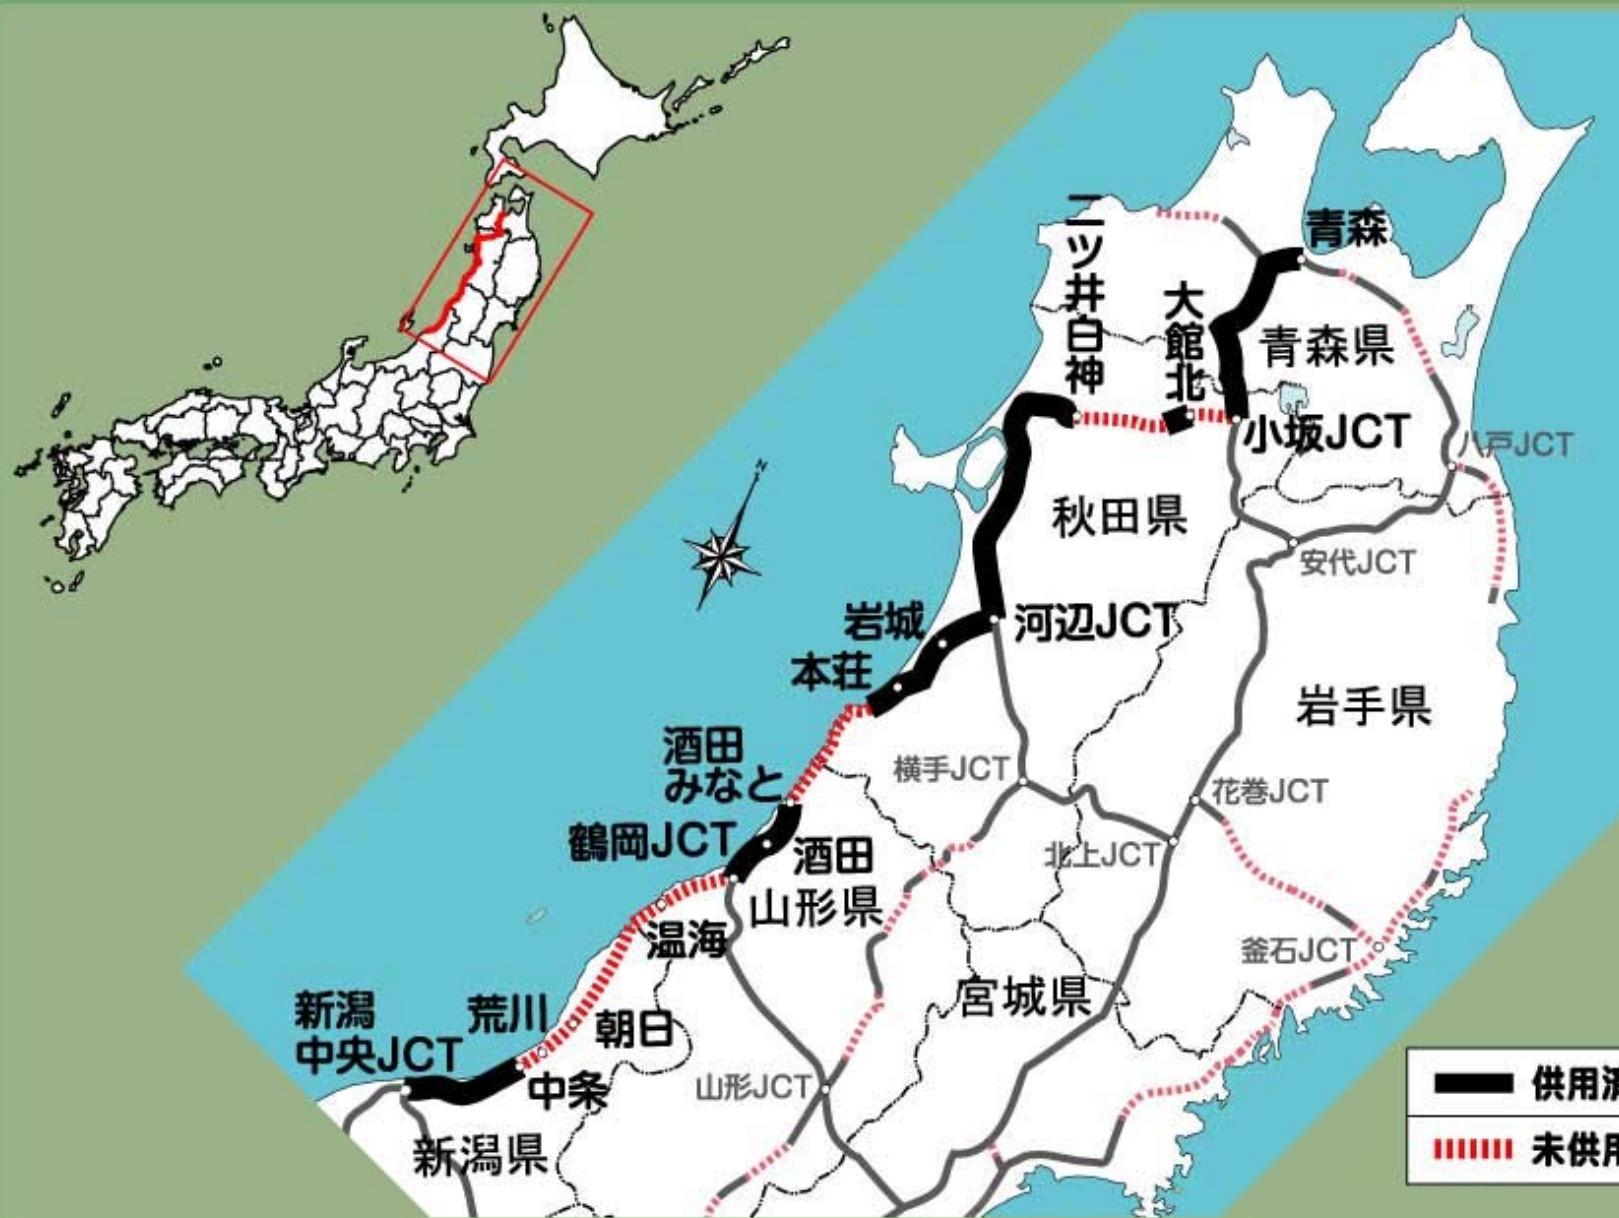 N
青森
二ツ井白神
大館北
青森県
小坂JCT
八戸JCT
秋田県
安代JCT
岩城
河辺JCT
本荘
岩手県
酒田
みなと
横手JCT
花巻JCT
鶴岡JCT
酒田
北上JCT
山形県
温海
釜石JCT
宮城県
新潟
中央JCT
荒川
朝日
中条
山形JCT
新潟県
供用済
未供用